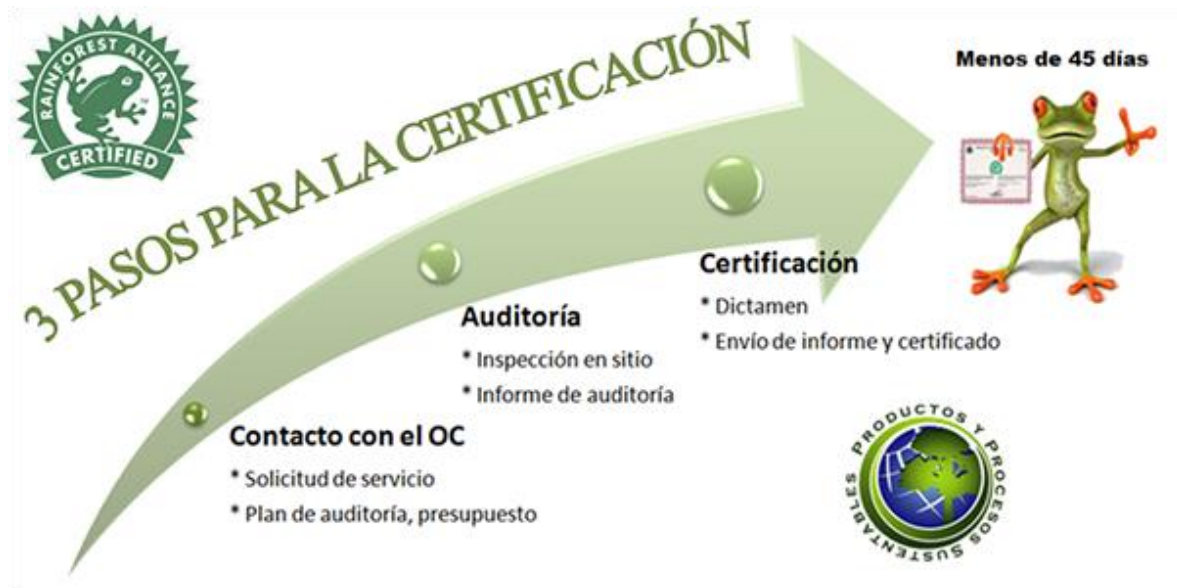 RAINFOREST ALLIANCE
CERTIFIED
3 PASOS PARA LA CERTIFICACIÓN
Menos de 45 días
Certificación
* Dictamen
* Envío de informe y certificado
Auditoría
* Inspección en sitio
* Informe de auditoría
Contacto con el OC
* Solicitud de servicio
* Plan de auditoría, presupuesto
PRODUCTOS Y PROCESOS SUSTENTABLES